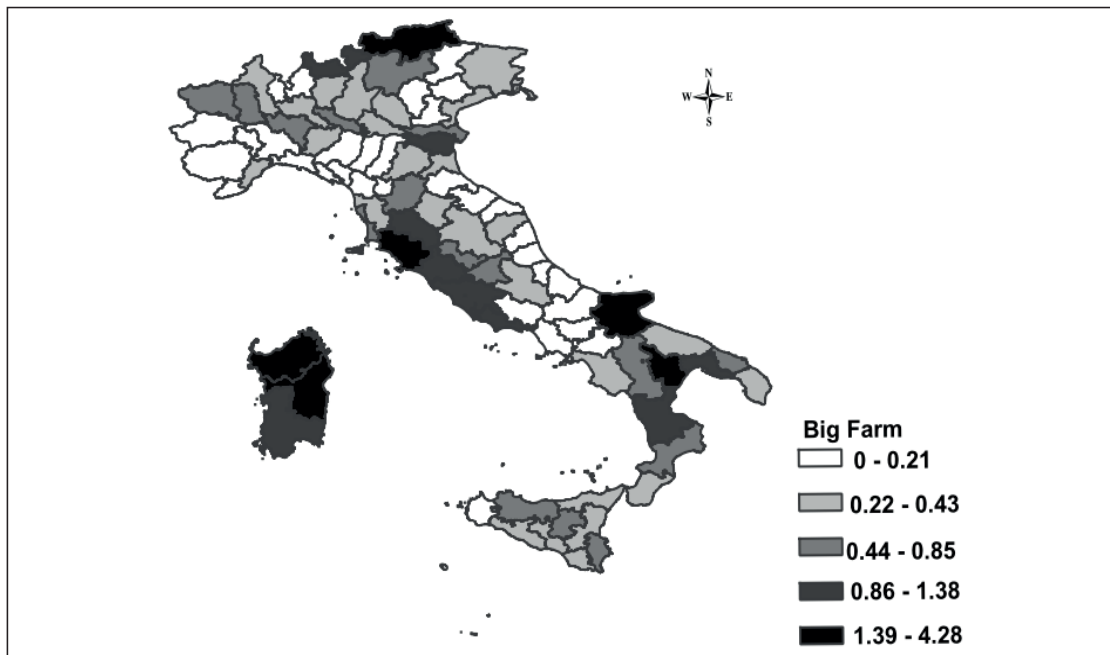 N
W E
S
Big Farm
0 - 0.21
0.22 - 0.43
0.44 - 0.85
0.86 - 1.38
1.39 - 4.28